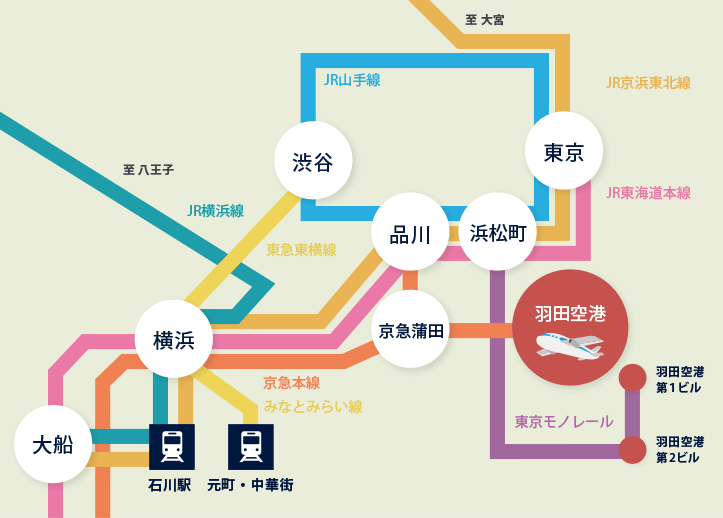 至 大宮
JR山手線
JR京浜東北線
渋谷
東京
至 八王子
JR東海道本線
JR横浜線
品川
浜松町
東急東横線
羽田空港
京急蒲田
横浜
羽田空港
第1ビル
京急本線
みなとみらい線
東京モノレール
大船
羽田空港
第2ビル
石川駅
元町・中華街